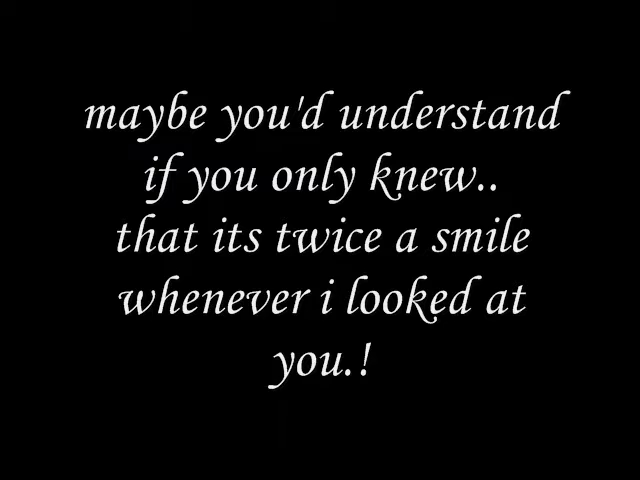 maybe you'd understand
if you only knew..
that its twice a smile
whenever i looked at
you.!